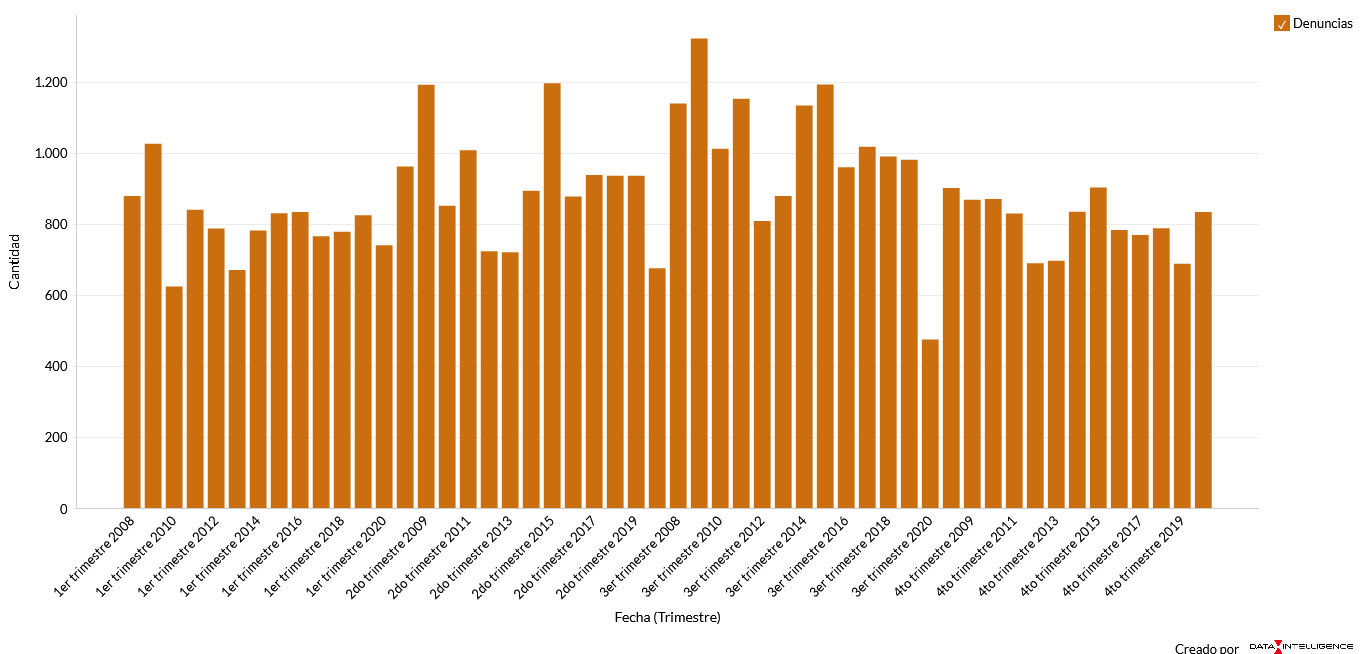 ✓ Denuncias
1.200
1.000
800
600
400
200
0
Cantidad
1er trimestre 2008
1er trimestre 2010
1er trimestre 2012
1er trimestre 2014
1er trimestre 2016
1er trimestre 2018
1er trimestre 2020
2do trimestre 2009
2do trimestre 2011
2do trimestre 2013
2do trimestre 2015
2do trimestre 2017
2do trimestre 2019
3er trimestre 2008
3er trimestre 2010
3er trimestre 2012
3er trimestre 2014
3er trimestre 2016
3er trimestre 2018
3er trimestre 2020
4to trimestre 2009
4to trimestre 2011
4to trimestre 2013
4to trimestre 2015
4to trimestre 2017
4to trimestre 2019
Fecha (Trimestre)
Creado por DATA INTELLIGENCE